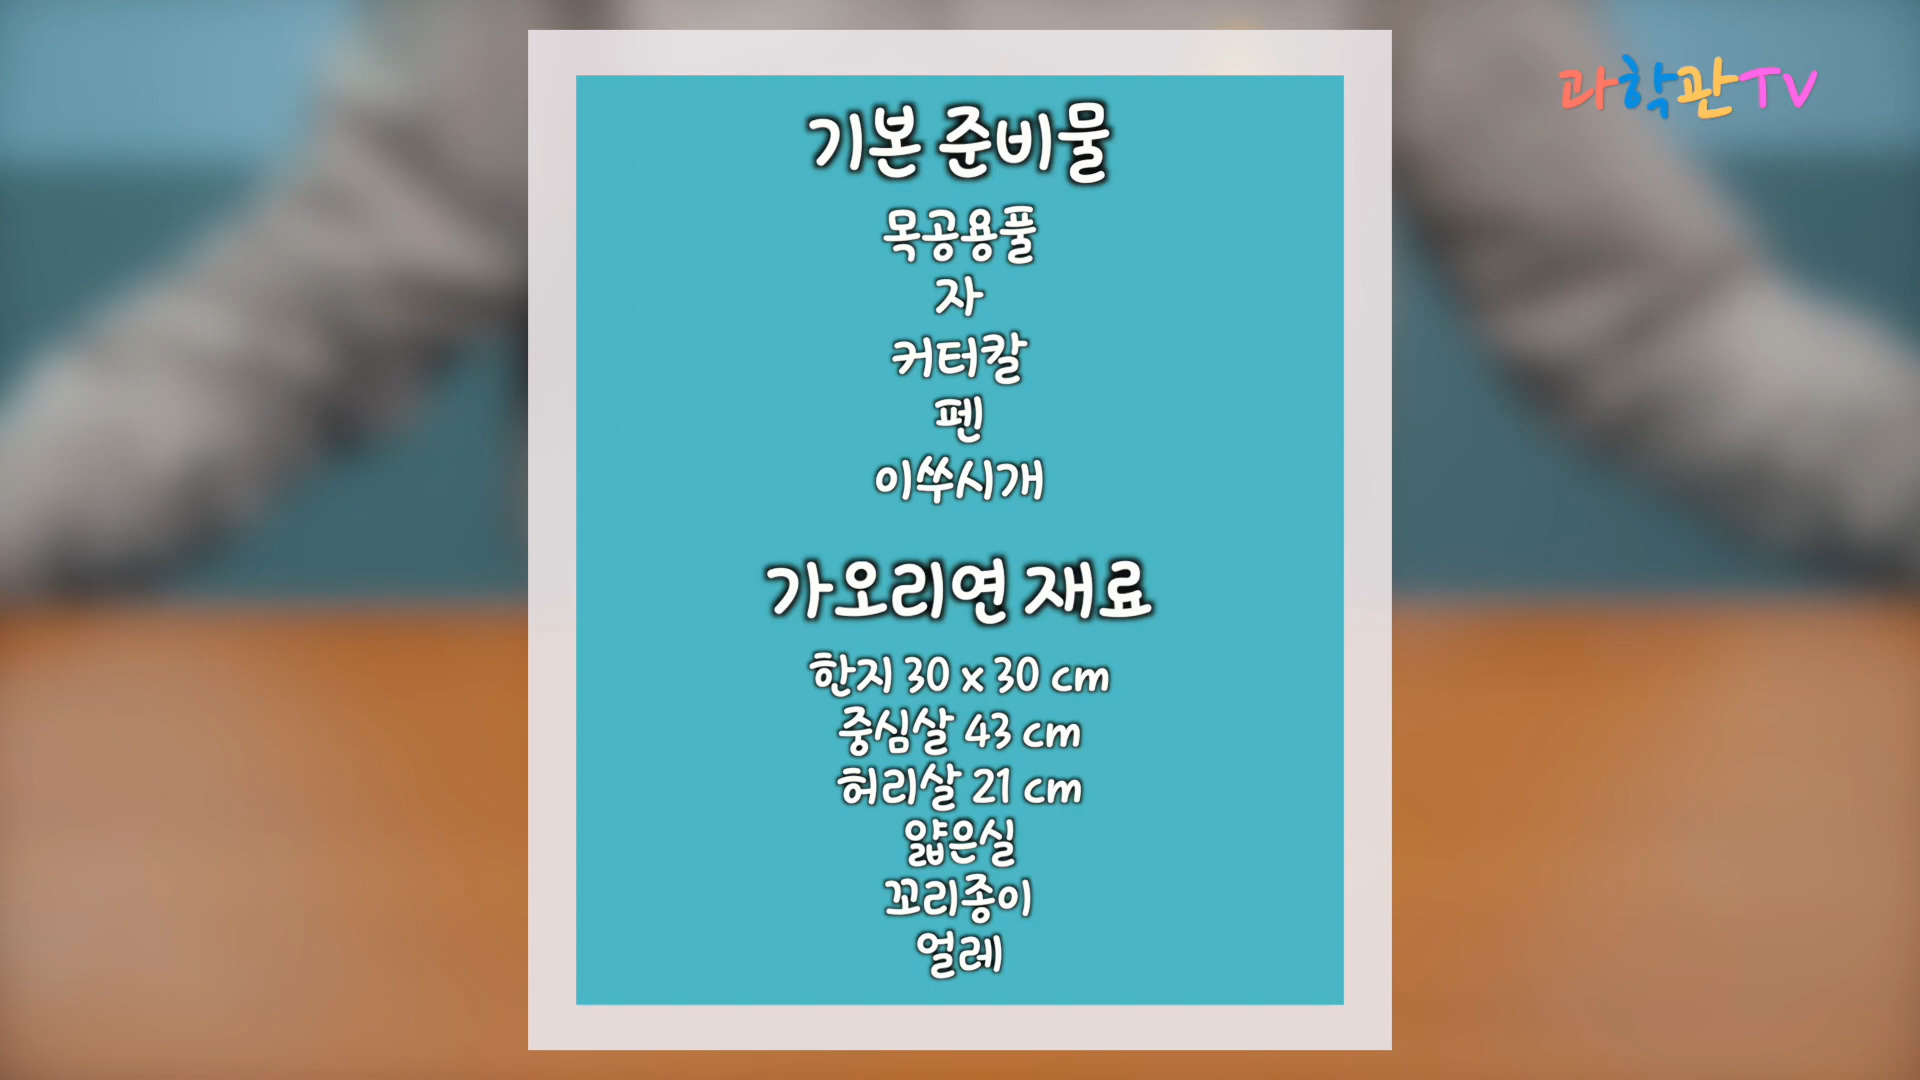 과학관TV
기본 준비물
목공용풀
자
커터칼
펜
이쑤시개
가오리연 재료
한지 30 x 30 cm
중심살 43 cm
허리살 21 cm
얇은실
꼬리종이
얼레